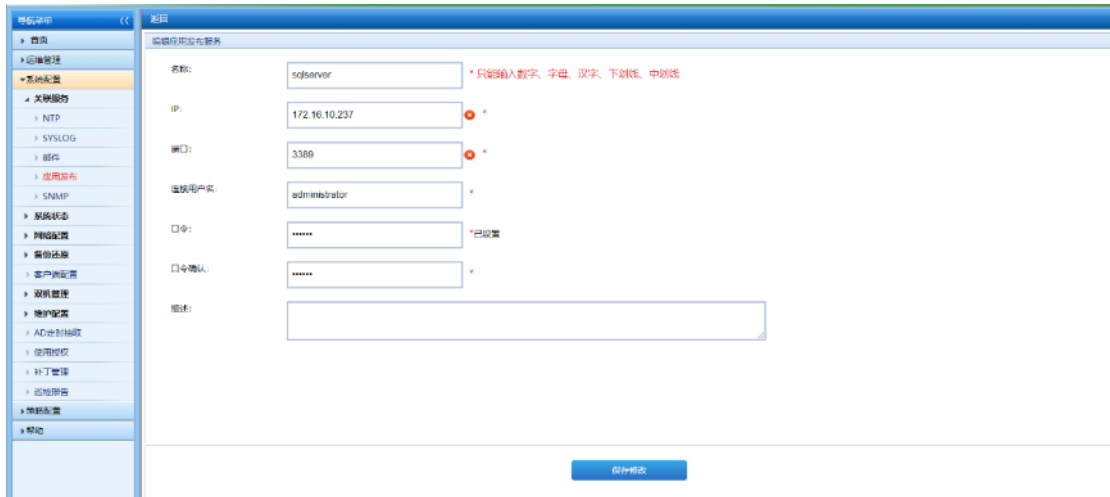 导航菜单 <<
返回
首页
运维管理
系统配置
关联服务
NTP
SYSLOG
邮件
应用发布
SNMP
系统状态
网络配置
备份还原
客户端配置
双机管理
维护配置
AD定时抽取
使用授权
补丁管理
巡检报告
策略配置
帮助
编辑应用发布服务
名称: sqlserver * 只能输入数字、字母、汉字、下划线、中划线
IP: 172.16.10.237 *
端口: 3389 *
连接用户名: administrator *
口令: •••••• *已设置
口令确认: •••••• *
描述:
保存修改